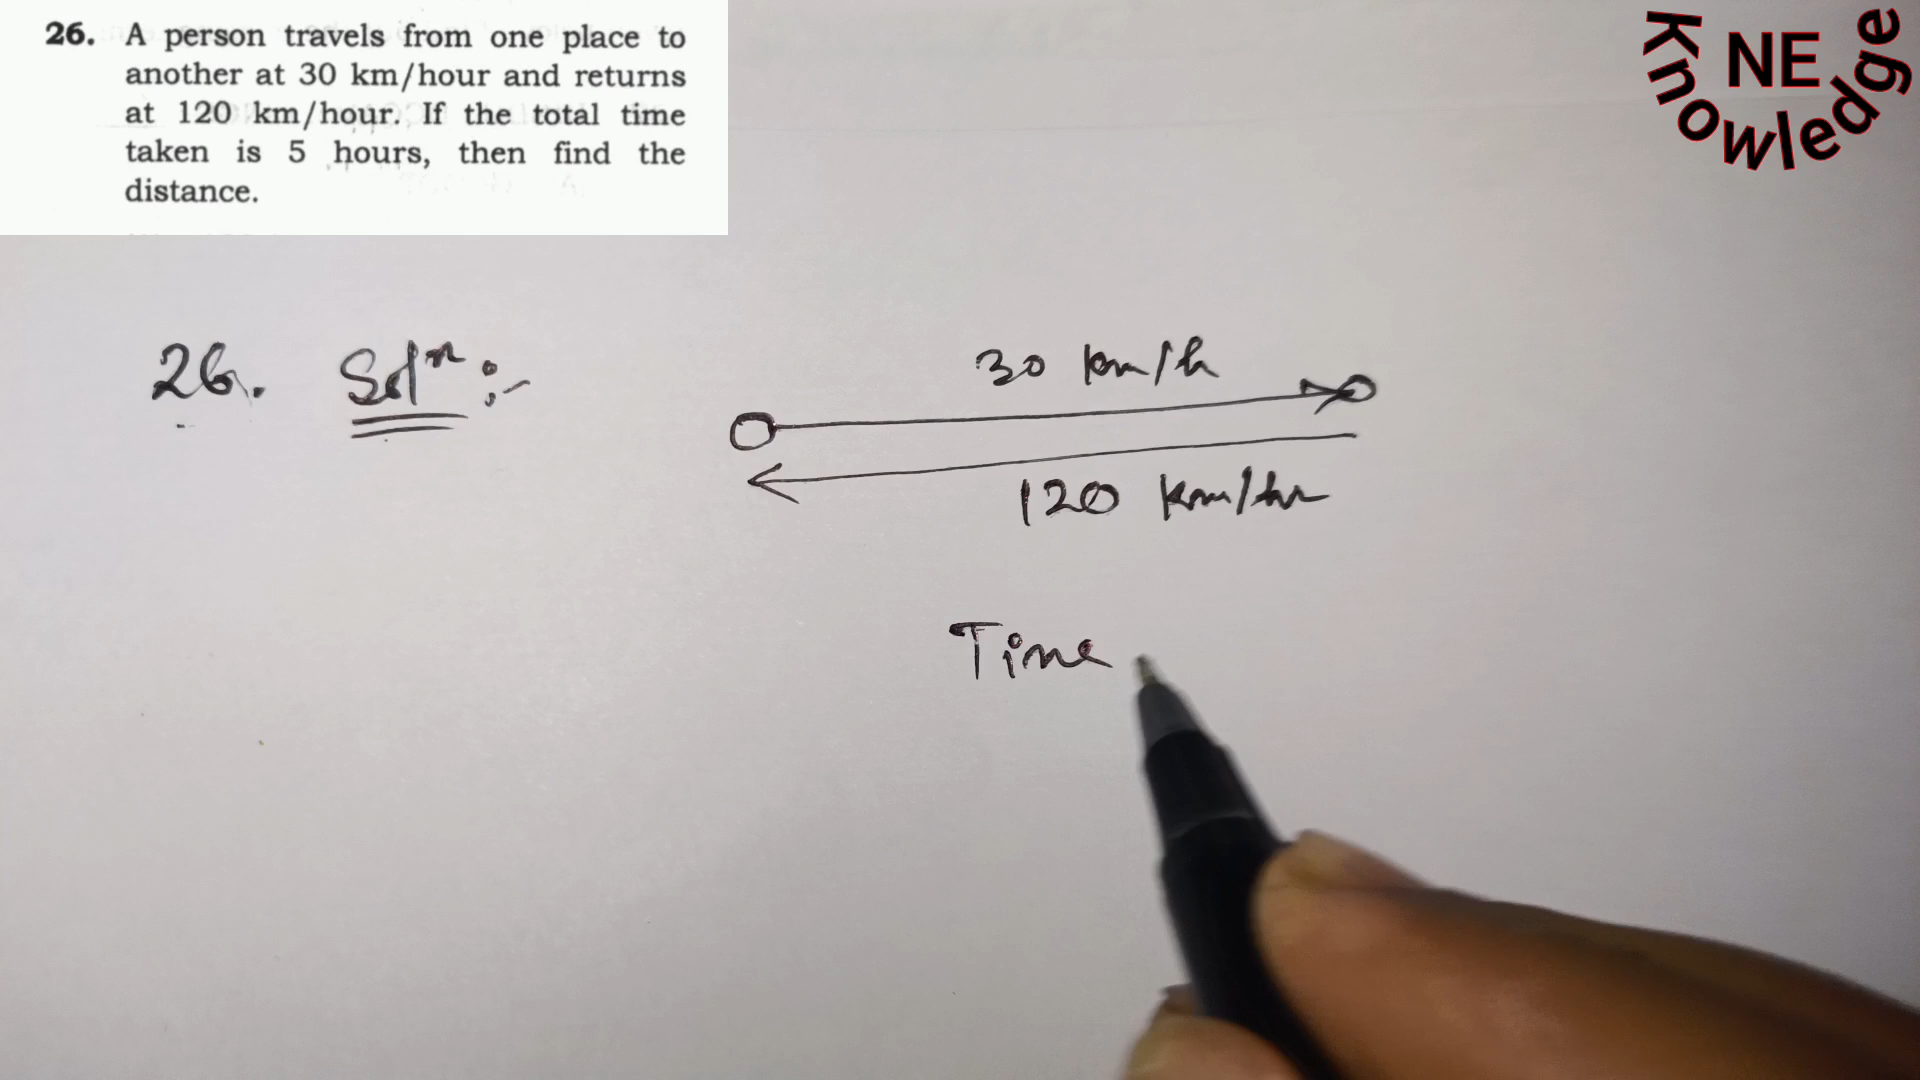 26. A person travels from one place to
another at 30 km/hour and returns
at 120 km/hour. If the total time
taken is 5 hours, then find the
distance.
NE
Knowledge
26. Solⁿ :-
30 km/h
120 km/hr
Time